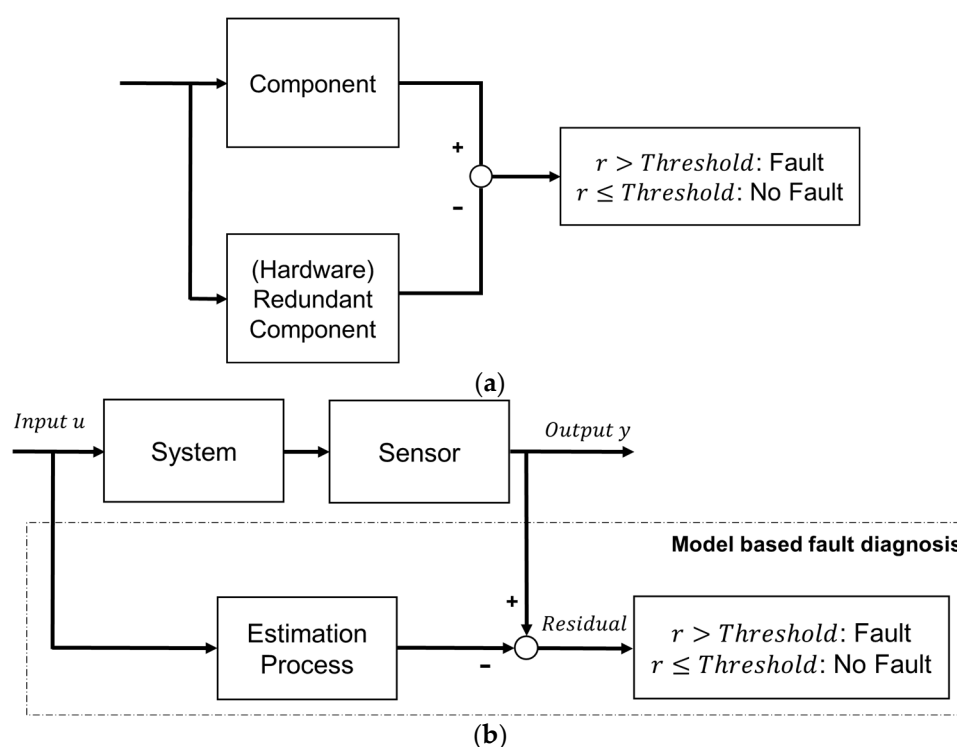 Component
+
r > Threshold: Fault
r ≤ Threshold: No Fault
−
(Hardware)
Redundant
Component
(a)
Input u
Output y
System
Sensor
Model based fault diagnosis
+
Residual
r > Threshold: Fault
r ≤ Threshold: No Fault
Estimation
Process
−
(b)